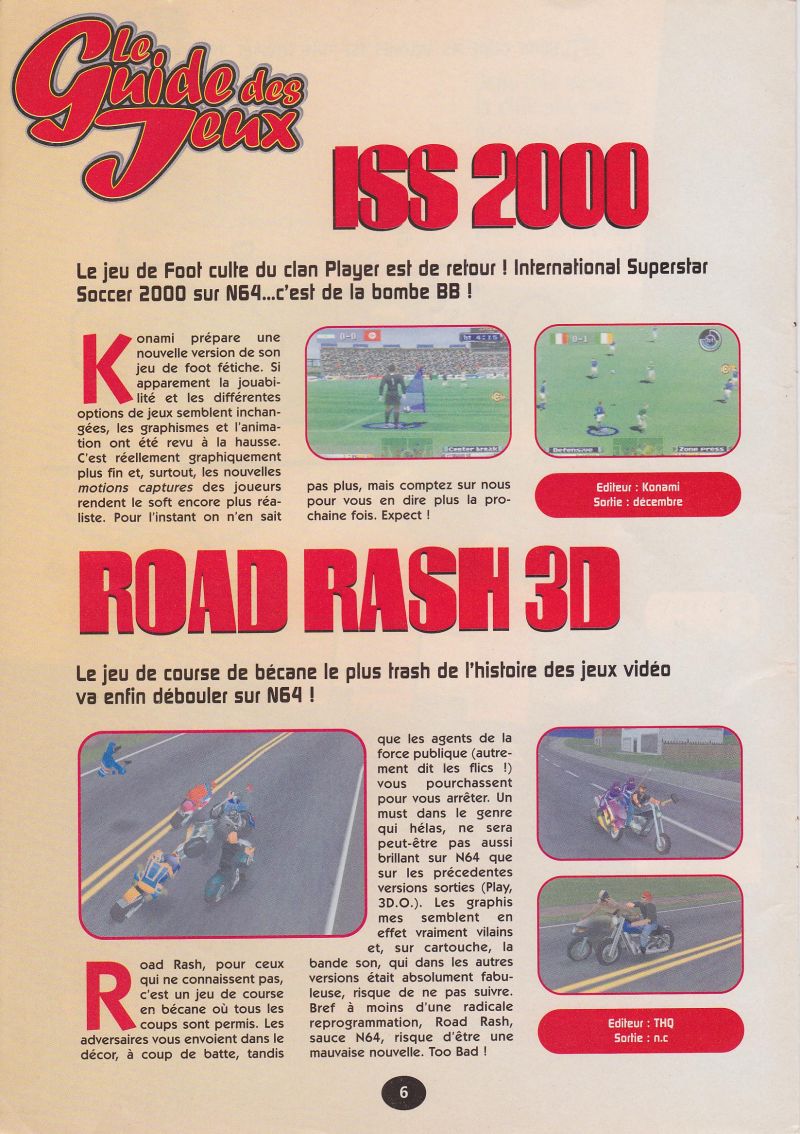 Le
Guide des
Jeux
ISS 2000
Le jeu de Foot culte du clan Player est de retour ! International Superstar
Soccer 2000 sur N64...c'est de la bombe BB !
Konami prépare une
nouvelle version de son
jeu de foot fétiche. Si
apparement la jouabi-
lité et les différentes
options de jeux semblent inchan-
gées, les graphismes et l'anima-
tion ont été revu à la hausse.
C'est réellement graphiquement
plus fin et, surtout, les nouvelles
motions captures des joueurs
rendent le soft encore plus réa-
liste. Pour l'instant on n'en sait
0-0
1st 4:15
Center break
pas plus, mais comptez sur nous
pour vous en dire plus la pro-
chaine fois. Expect !
0-1
Defensive
Zone press
Editeur : Konami
Sortie : décembre
ROAD RASH 3D
Le jeu de course de bécane le plus trash de l'histoire des jeux vidéo
va enfin débouler sur N64 !
Road Rash, pour ceux
qui ne connaissent pas,
c'est un jeu de course
en bécane où tous les
coups sont permis. Les
adversaires vous envoient dans le
décor, à coup de batte, tandis
que les agents de la
force publique (autre-
ment dit les flics !)
vous pourchassent
pour vous arrêter. Un
must dans le genre
qui hélas, ne sera
peut-être pas aussi
brillant sur N64 que
sur les précedentes
versions sorties (Play,
3D.O.). Les graphis
mes semblent en
effet vraiment vilains
et, sur cartouche, la
bande son, qui dans les autres
versions était absolument fabu-
leuse, risque de ne pas suivre.
Bref à moins d'une radicale
reprogrammation, Road Rash,
sauce N64, risque d'être une
mauvaise nouvelle. Too Bad !
Editeur : THQ
Sortie : n.c
6